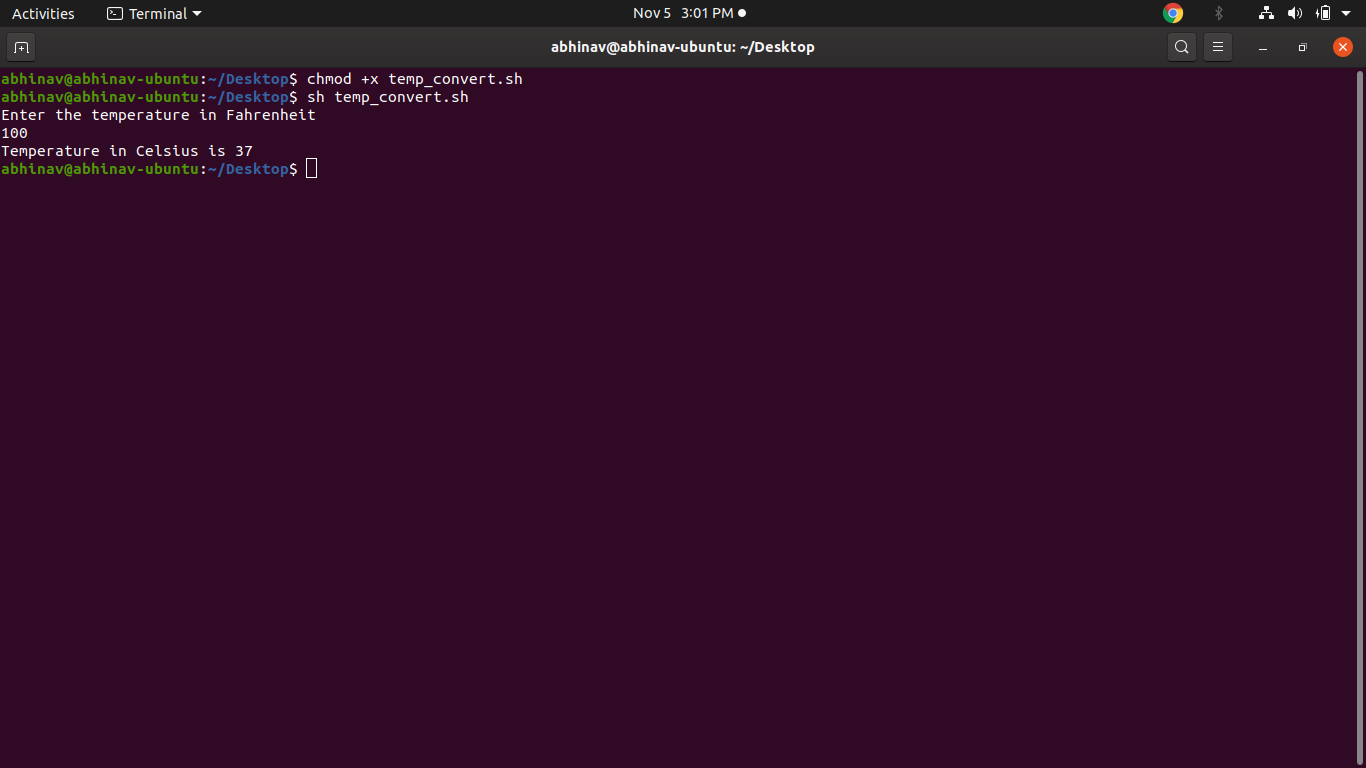 Activities Terminal Nov 5 3:01 PM
abhinav@abhinav-ubuntu: ~/Desktop
abhinav@abhinav-ubuntu:~/Desktop$ chmod +x temp_convert.sh
abhinav@abhinav-ubuntu:~/Desktop$ sh temp_convert.sh
Enter the temperature in Fahrenheit
100
Temperature in Celsius is 37
abhinav@abhinav-ubuntu:~/Desktop$